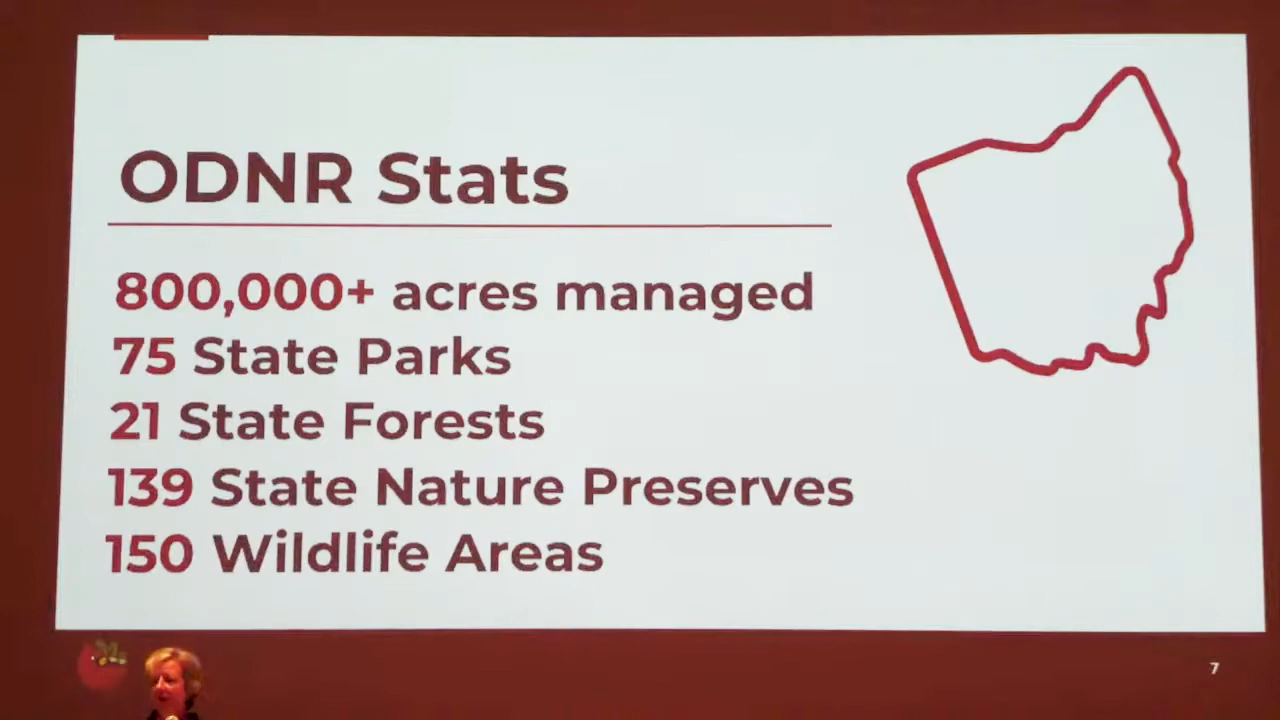 ODNR Stats
800,000+ acres managed
75 State Parks
21 State Forests
139 State Nature Preserves
150 Wildlife Areas
7